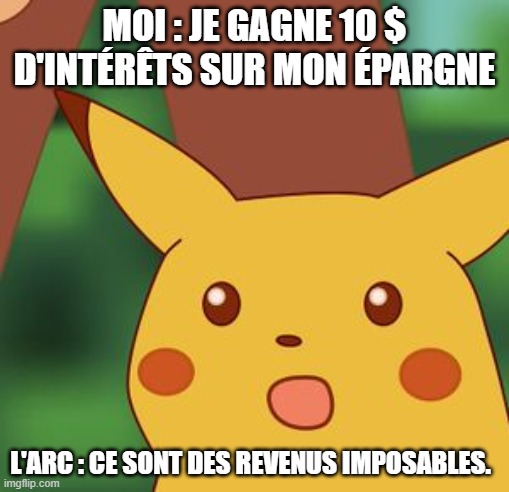 MOI : JE GAGNE 10 $
D'INTÉRÊTS SUR MON ÉPARGNE
L'ARC : CE SONT DES REVENUS IMPOSABLES.
imgflip.com